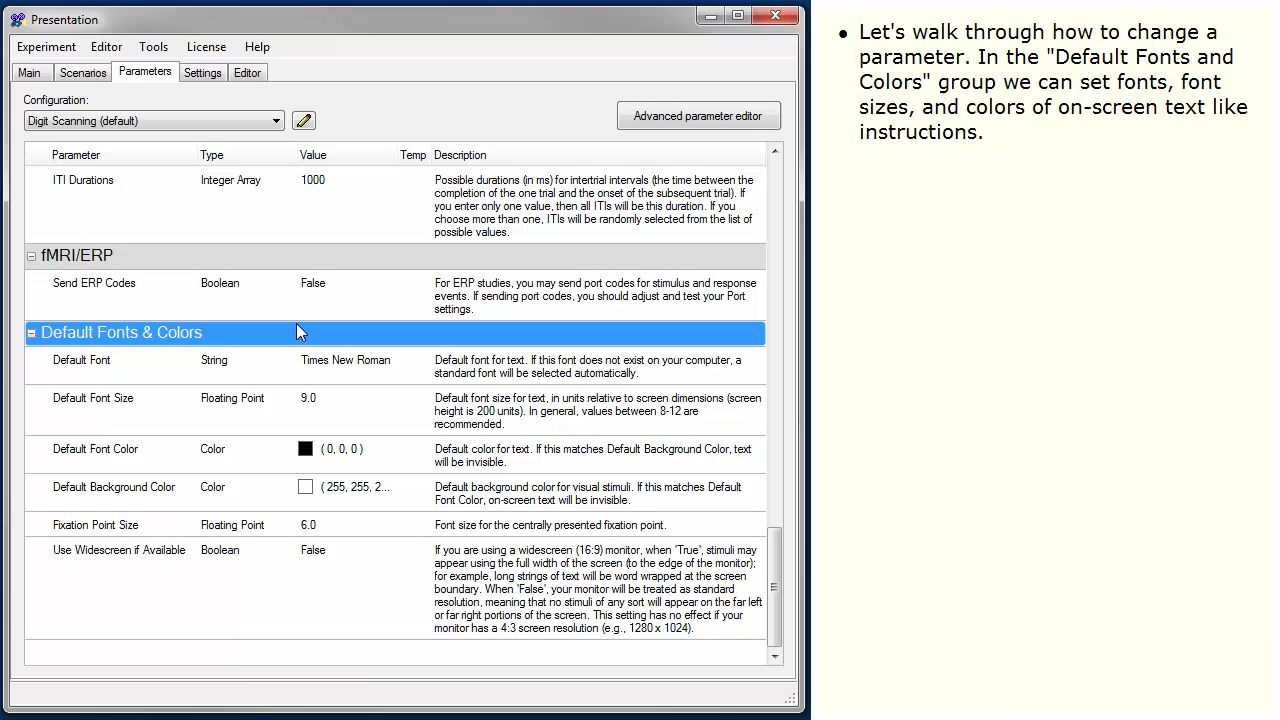 Presentation
Experiment Editor Tools License Help
Main Scenarios Parameters Settings Editor
Configuration:
Digit Scanning (default)
Advanced parameter editor
Parameter Type Value Temp Description
ITI Durations Integer Array 1000 Possible durations (in ms) for intertrial intervals (the time between the
completion of the one trial and the onset of the subsequent trial). If
you enter only one value, then all ITIs will be this duration. If you
choose more than one, ITIs will be randomly selected from the list of
possible values.
fMRI/ERP
Send ERP Codes Boolean False For ERP studies, you may send port codes for stimulus and response
events. If sending port codes, you should adjust and test your Port
settings.
Default Fonts & Colors
Default Font String Times New Roman Default font for text. If this font does not exist on your computer, a
standard font will be selected automatically.
Default Font Size Floating Point 9.0 Default font size for text, in units relative to screen dimensions (screen
height is 200 units). In general, values between 8-12 are
recommended.
Default Font Color Color ( 0, 0, 0 ) Default color for text. If this matches Default Background Color, text
will be invisible.
Default Background Color Color ( 255, 255, 2... Default background color for visual stimuli. If this matches Default
Font Color, on-screen text will be invisible.
Fixation Point Size Floating Point 6.0 Font size for the centrally presented fixation point.
Use Widescreen if Available Boolean False If you are using a widescreen (16:9) monitor, when 'True', stimuli may
appear using the full width of the screen (to the edge of the monitor);
for example, long strings of text will be word wrapped at the screen
boundary. When 'False', your monitor will be treated as standard
resolution, meaning that no stimuli of any sort will appear on the far left
or far right portions of the screen. This setting has no effect if your
monitor has a 4:3 screen resolution (e.g., 1280 x 1024).
• Let's walk through how to change a
parameter. In the "Default Fonts and
Colors" group we can set fonts, font
sizes, and colors of on-screen text like
instructions.